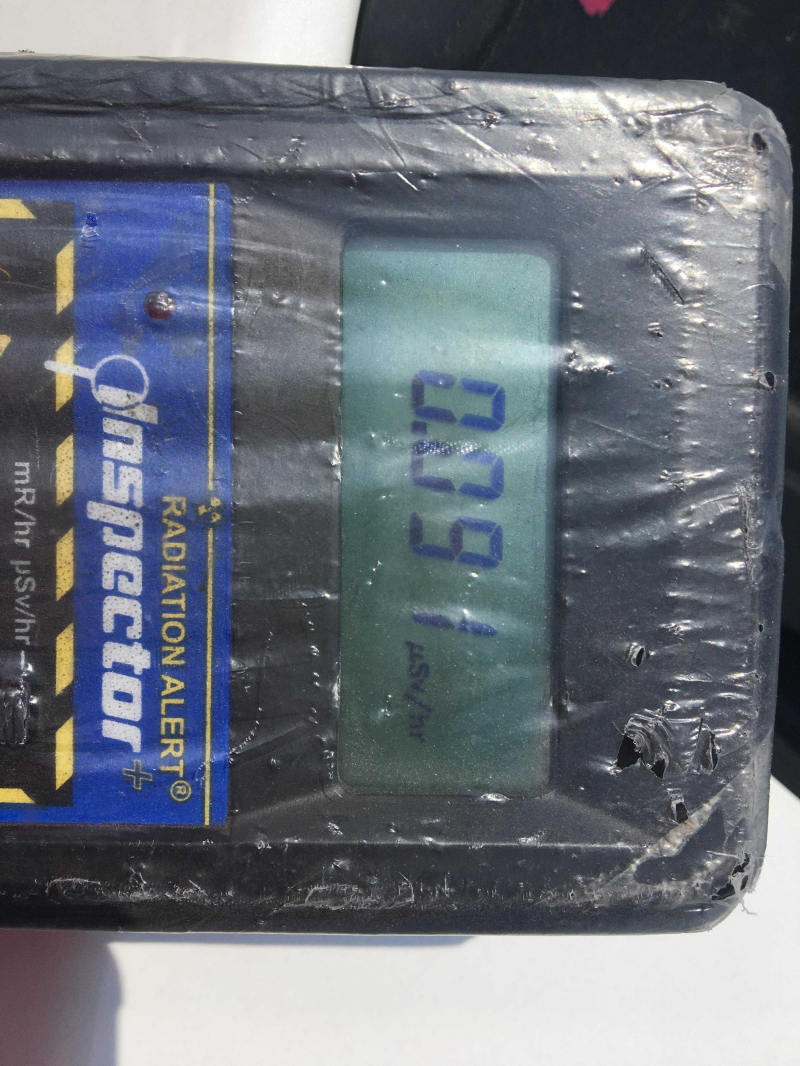 0.091 µSv/hr
RADIATION ALERT®
Inspector+
mR/hr µSv/hr